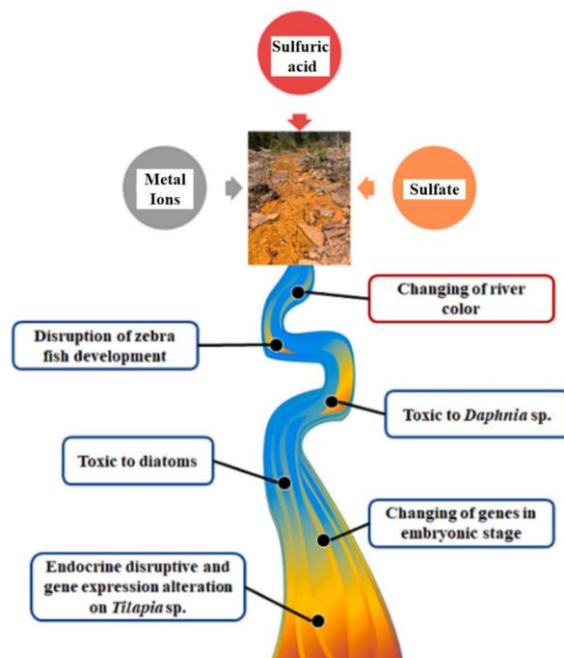 Sulfuric
acid
Metal
Ions
Sulfate
Changing of river
color
Disruption of zebra
fish development
Toxic to Daphnia sp.
Toxic to diatoms
Changing of genes in
embryonic stage
Endocrine disruptive and
gene expression alteration
on Tilapia sp.